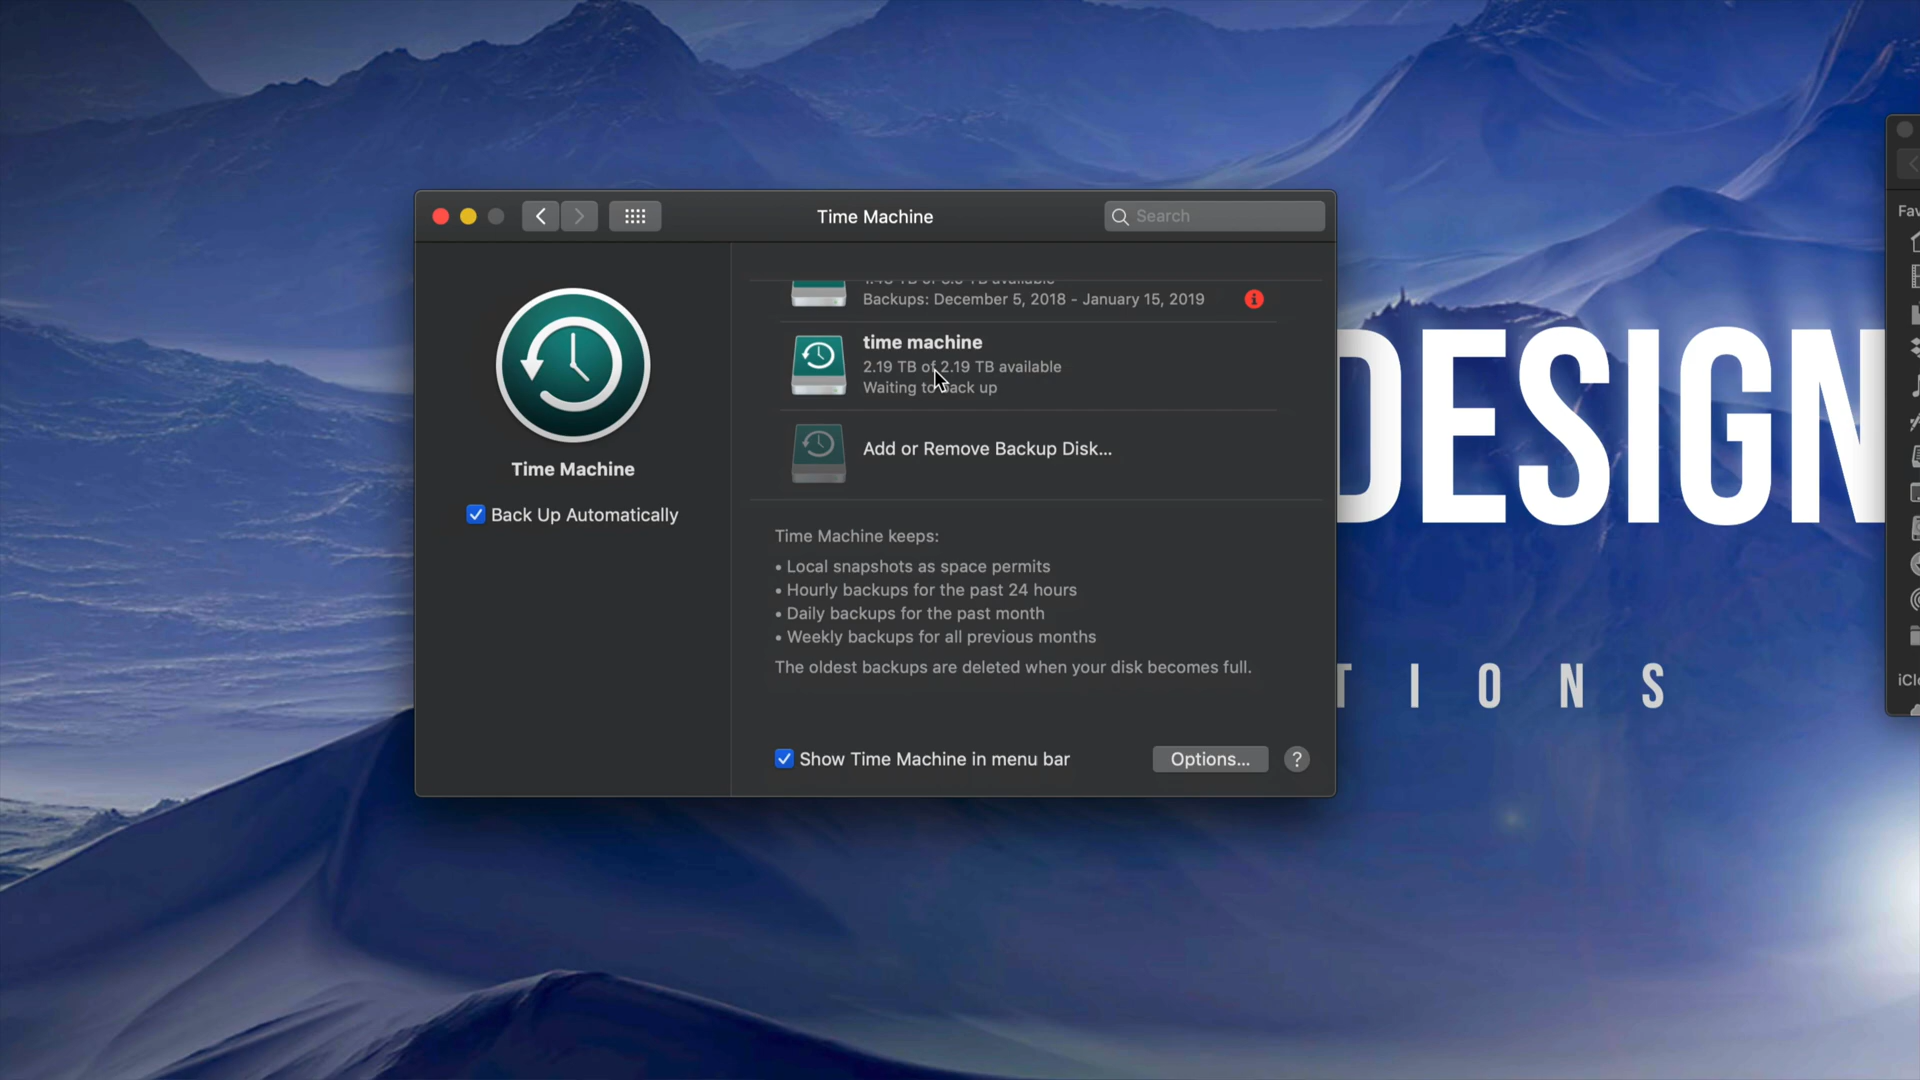 Time Machine
Search
Backups: December 5, 2018 - January 15, 2019
time machine
2.19 TB of 2.19 TB available
Waiting to back up
Add or Remove Backup Disk...
Time Machine
Back Up Automatically
Time Machine keeps:
• Local snapshots as space permits
• Hourly backups for the past 24 hours
• Daily backups for the past month
• Weekly backups for all previous months
The oldest backups are deleted when your disk becomes full.
Show Time Machine in menu bar
Options...
?
DESIGN
TIONS
Fav
iClo